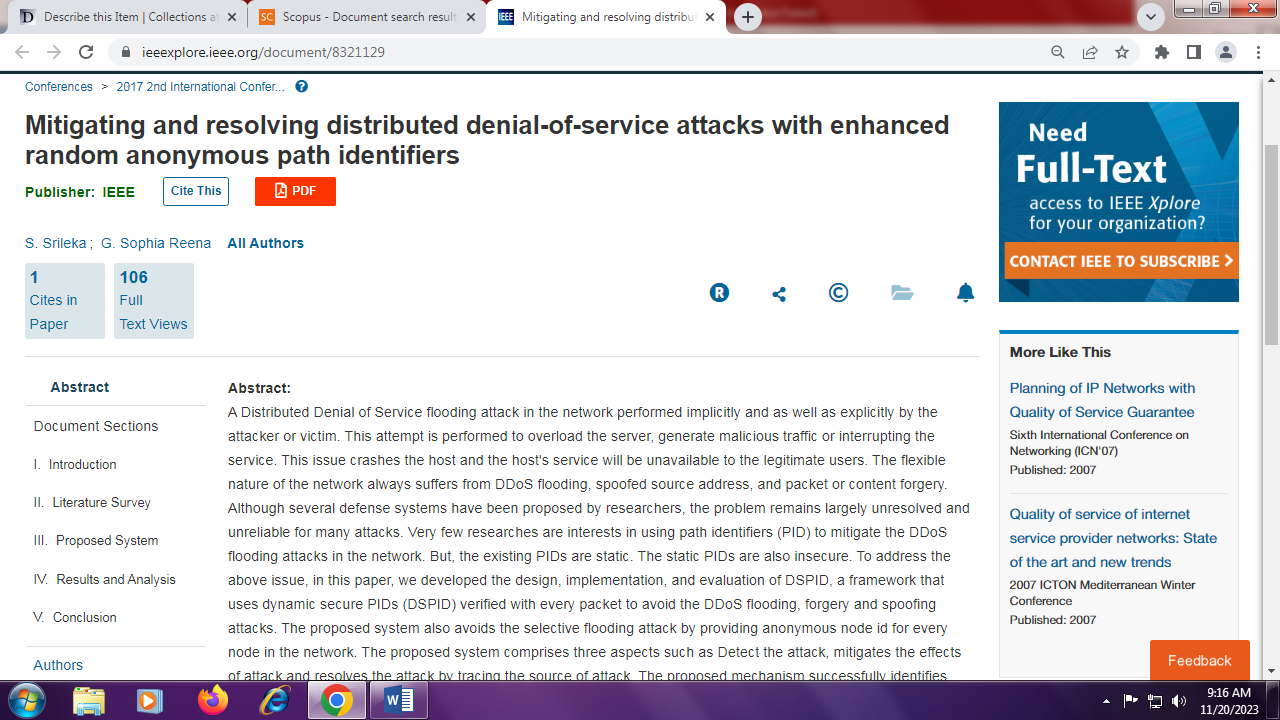 Describe this Item | Collections at
Scopus - Document search result
Mitigating and resolving distribut
ieeexplore.ieee.org/document/8321129
Conferences > 2017 2nd International Confer...
Mitigating and resolving distributed denial-of-service attacks with enhanced
random anonymous path identifiers
Publisher: IEEE Cite This PDF
S. Srileka ; G. Sophia Reena All Authors
1
Cites in
Paper
106
Full
Text Views
Abstract
Document Sections
I. Introduction
II. Literature Survey
III. Proposed System
IV. Results and Analysis
V. Conclusion
Authors
Abstract:
A Distributed Denial of Service flooding attack in the network performed implicitly and as well as explicitly by the
attacker or victim. This attempt is performed to overload the server, generate malicious traffic or interrupting the
service. This issue crashes the host and the host's service will be unavailable to the legitimate users. The flexible
nature of the network always suffers from DDoS flooding, spoofed source address, and packet or content forgery.
Although several defense systems have been proposed by researchers, the problem remains largely unresolved and
unreliable for many attacks. Very few researches are interests in using path identifiers (PID) to mitigate the DDoS
flooding attacks in the network. But, the existing PIDs are static. The static PIDs are also insecure. To address the
above issue, in this paper, we developed the design, implementation, and evaluation of DSPID, a framework that
uses dynamic secure PIDs (DSPID) verified with every packet to avoid the DDoS flooding, forgery and spoofing
attacks. The proposed system also avoids the selective flooding attack by providing anonymous node id for every
node in the network. The proposed system comprises three aspects such as Detect the attack, mitigates the effects
of attack and resolves the attack by tracing the source of attack. The proposed mechanism successfully identifies
Need
Full-Text
access to IEEE Xplore
for your organization?
CONTACT IEEE TO SUBSCRIBE >
More Like This
Planning of IP Networks with
Quality of Service Guarantee
Sixth International Conference on
Networking (ICN'07)
Published: 2007
Quality of service of internet
service provider networks: State
of the art and new trends
2007 ICTON Mediterranean Winter
Conference
Published: 2007
Feedback
9:16 AM
11/20/2023